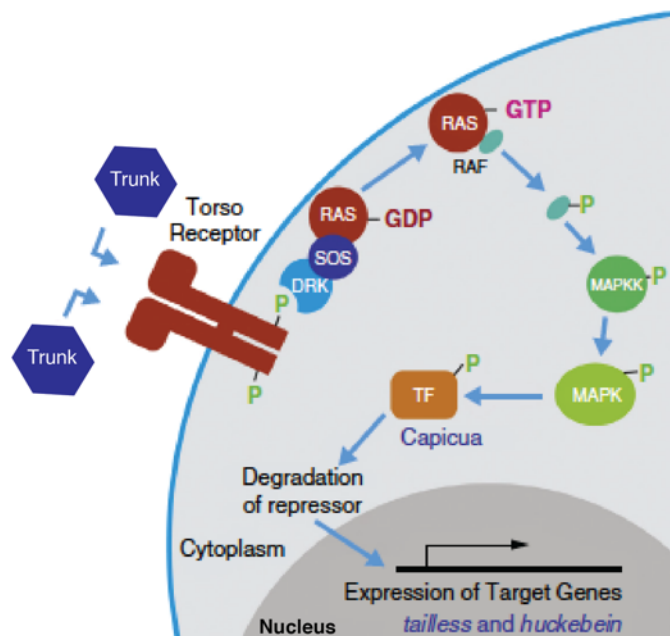 Trunk
Trunk
Torso
Receptor
RAS
GTP
RAF
RAS
GDP
SOS
DRK
P
P
P
MAPKK
P
MAPK
P
TF
P
Capicua
Degradation
of repressor
Cytoplasm
Expression of Target Genes
tailless and huckebein
Nucleus